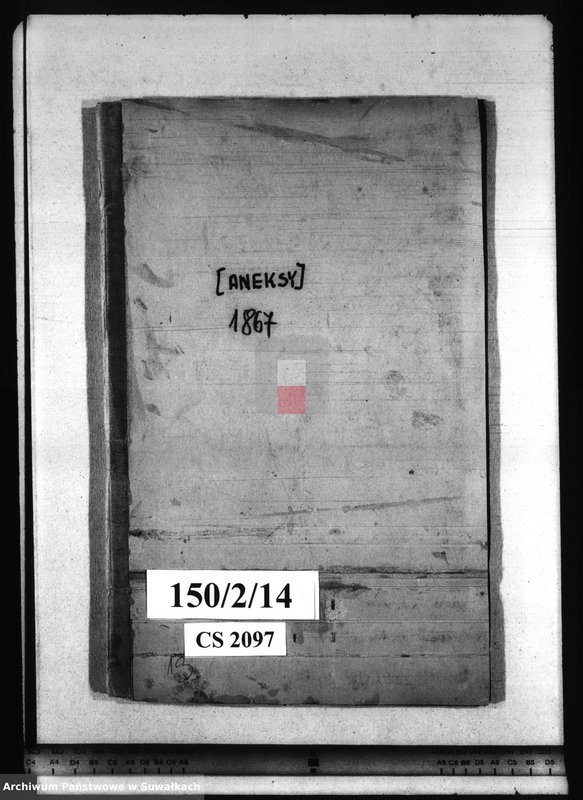 [ANEKSY]
1867
150/2/14
CS 2097
Archiwum Państwowe w Suwałkach